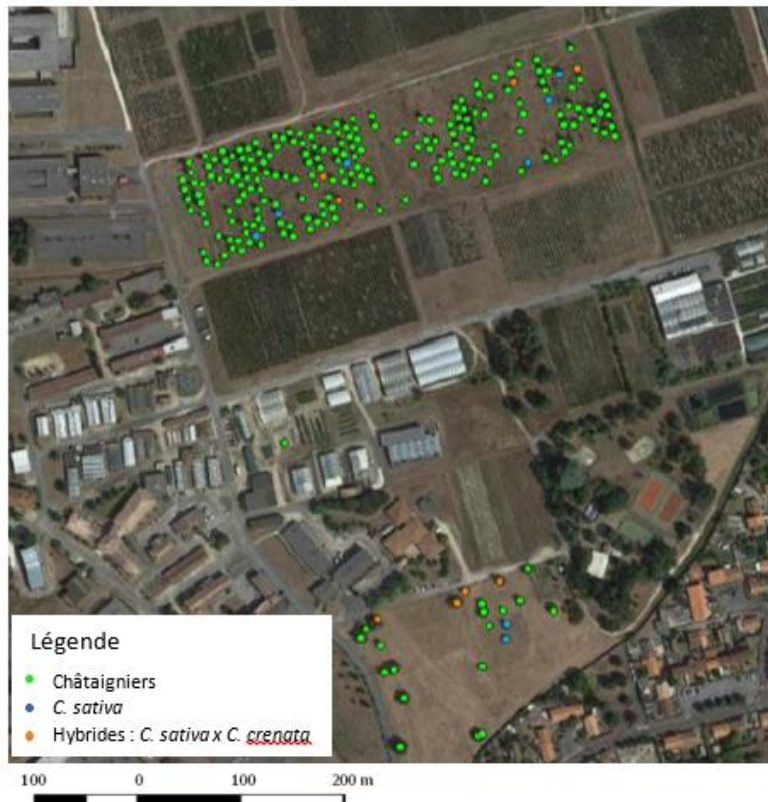 Légende
Châtaigniers
C. sativa
Hybrides : C. sativa x C. crenata
100 0 100 200 m